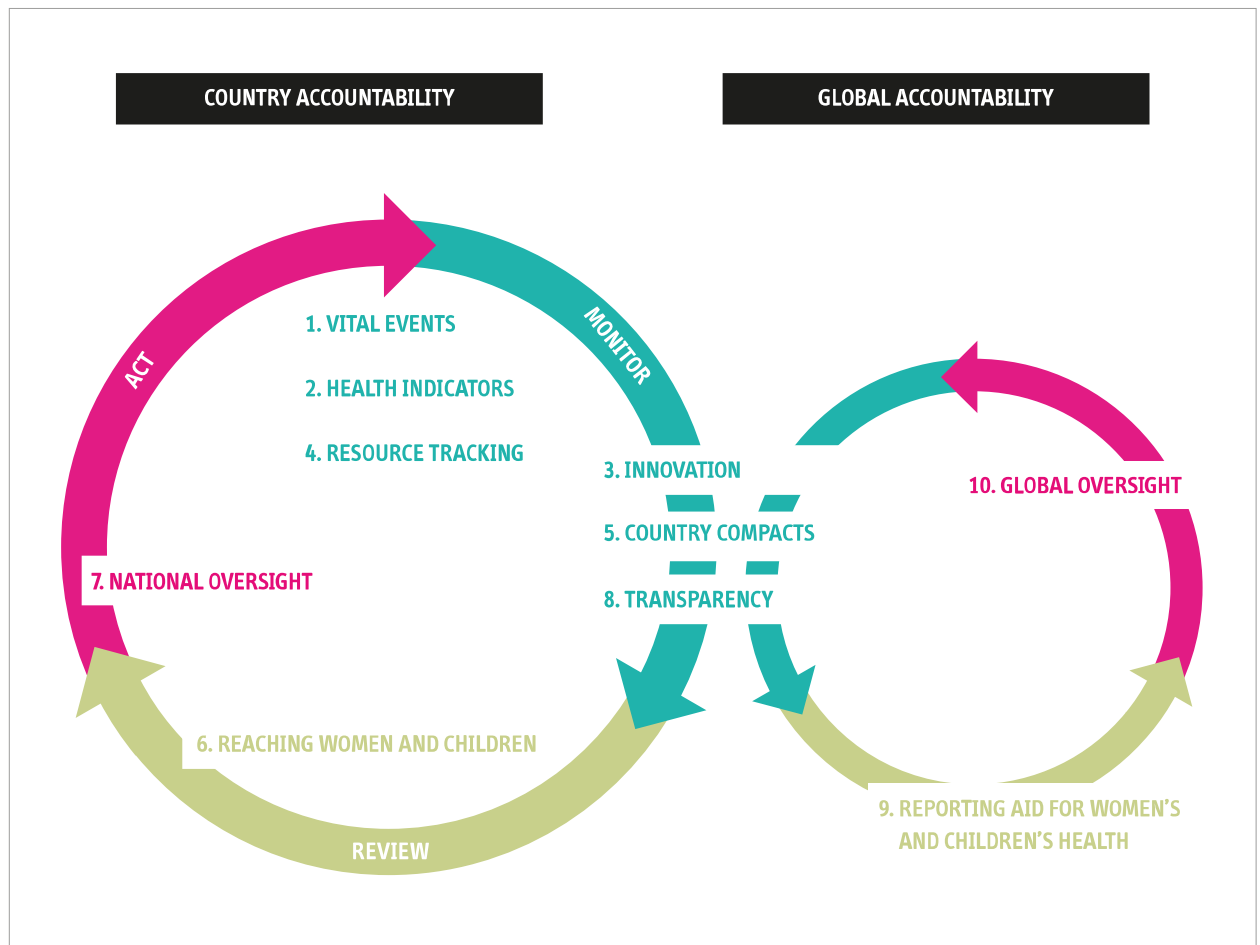 COUNTRY ACCOUNTABILITY
GLOBAL ACCOUNTABILITY
ACT
MONITOR
1. VITAL EVENTS
2. HEALTH INDICATORS
4. RESOURCE TRACKING
3. INNOVATION
10. GLOBAL OVERSIGHT
5. COUNTRY COMPACTS
7. NATIONAL OVERSIGHT
8. TRANSPARENCY
6. REACHING WOMEN AND CHILDREN
9. REPORTING AID FOR WOMEN’S
AND CHILDREN’S HEALTH
REVIEW